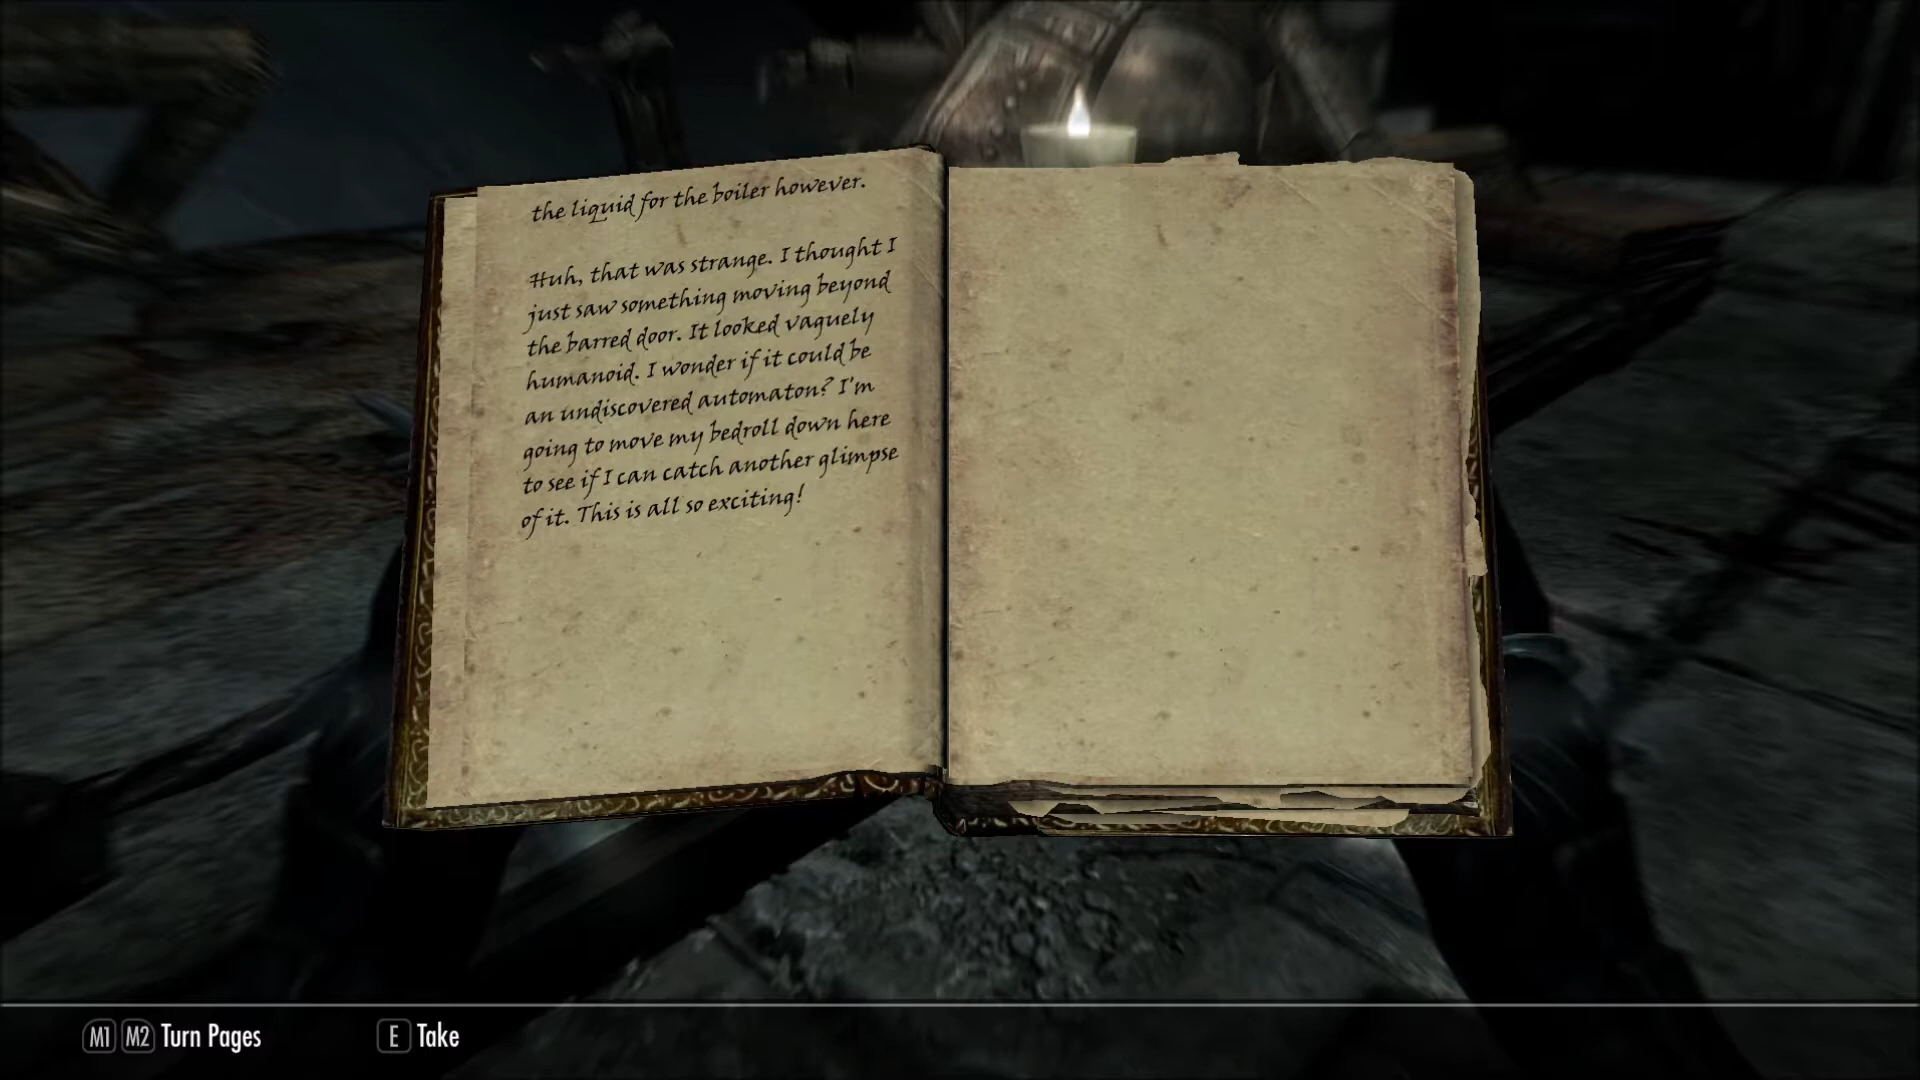 the liquid for the boiler however.
Huh, that was strange. I thought I
just saw something moving beyond
the barred door. It looked vaguely
humanoid. I wonder if it could be
an undiscovered automaton? I'm
going to move my bedroll down here
to see if I can catch another glimpse
of it. This is all so exciting!
M1 M2 Turn Pages
E Take